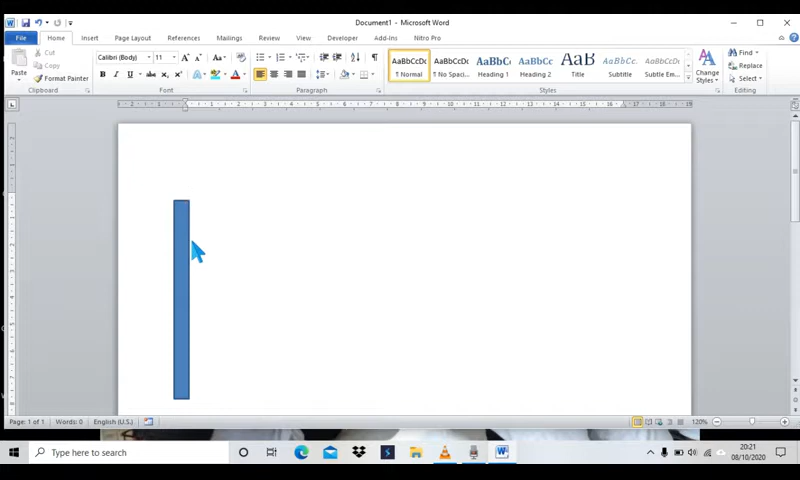 Document1 - Microsoft Word
File Home Insert Page Layout References Mailings Review View Developer Add-Ins Nitro Pro
Paste
Cut
Copy
Format Painter
Clipboard
Calibri (Body) 11
Font
Paragraph
AaBbCcDc
¶ Normal
AaBbCcDc
¶ No Spaci...
AaBbCc
Heading 1
AaBbCc
Heading 2
AaB
Title
AaBbCc
Subtitle
AaBbCcDc
Subtle Em...
Change
Styles
Styles
Find
Replace
Select
Editing
Page: 1 of 1 Words: 0 English (U.S.) 120%
Type here to search
20:21
08/10/2020